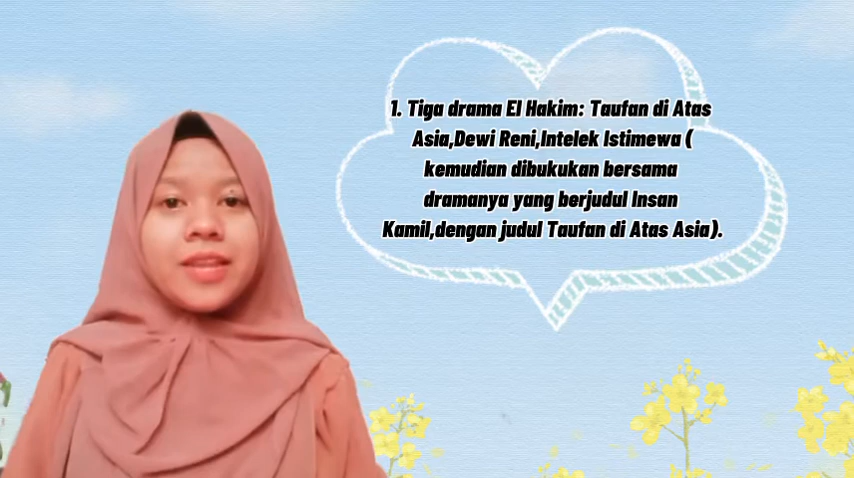 1. Tiga drama El Hakim: Taufan di Atas
Asia,Dewi Reni,Intelek Istimewa (
kemudian dibukukan bersama
dramanya yang berjudul Insan
Kamil,dengan judul Taufan di Atas Asia).